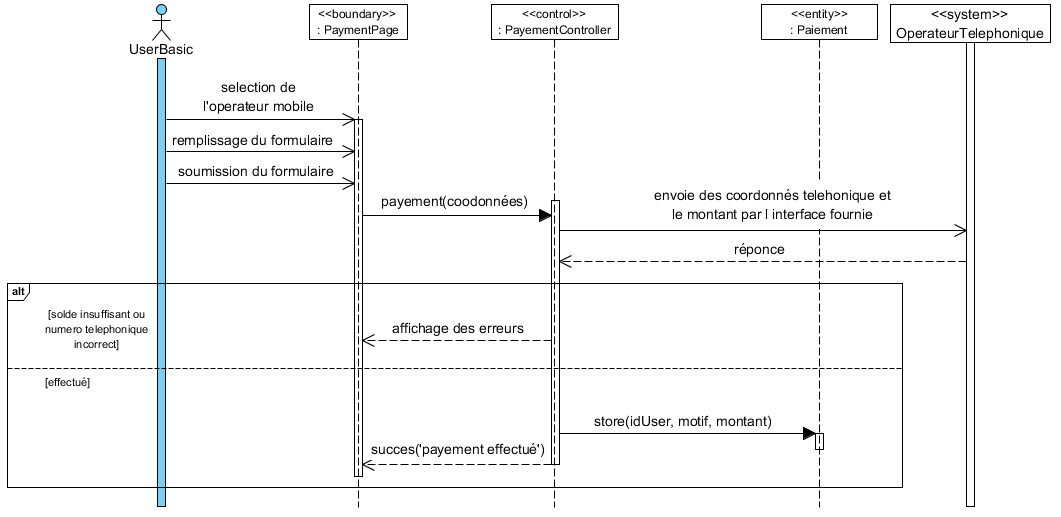 <<boundary>>
: PaymentPage
<<control>>
: PayementController
<<entity>>
: Paiement
<<system>>
OperateurTelephonique
UserBasic
selection de
l'operateur mobile
remplissage du formulaire
soumission du formulaire
payement(coodonnées)
envoie des coordonnés telehonique et
le montant par l interface fournie
réponce
alt
[solde insuffisant ou
numero telephonique
incorrect]
affichage des erreurs
[effectué]
store(idUser, motif, montant)
succes('payement effectué')